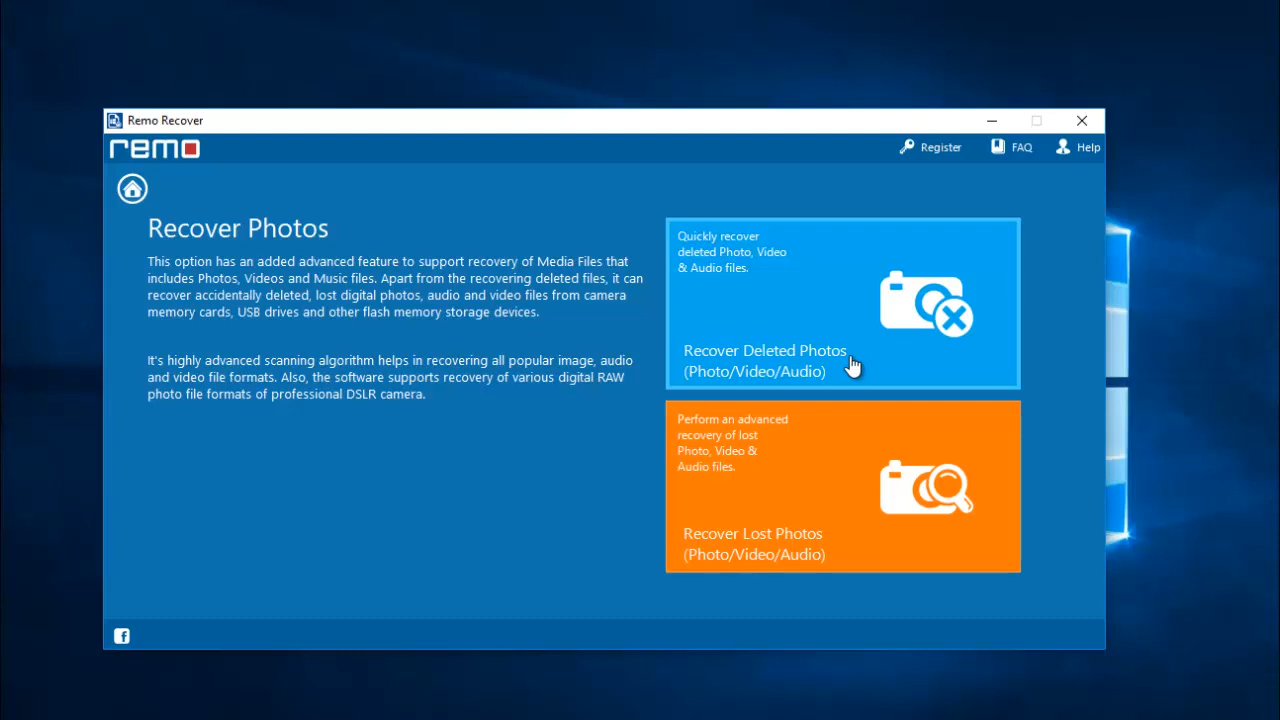 Remo Recover
remo
Register
FAQ
Help
Recover Photos
This option has an added advanced feature to support recovery of Media Files that
includes Photos, Videos and Music files. Apart from the recovering deleted files, it can
recover accidentally deleted, lost digital photos, audio and video files from camera
memory cards, USB drives and other flash memory storage devices.
It's highly advanced scanning algorithm helps in recovering all popular image, audio
and video file formats. Also, the software supports recovery of various digital RAW
photo file formats of professional DSLR camera.
Quickly recover
deleted Photo, Video
& Audio files.
Recover Deleted Photos
(Photo/Video/Audio)
Perform an advanced
recovery of lost
Photo, Video &
Audio files.
Recover Lost Photos
(Photo/Video/Audio)
f